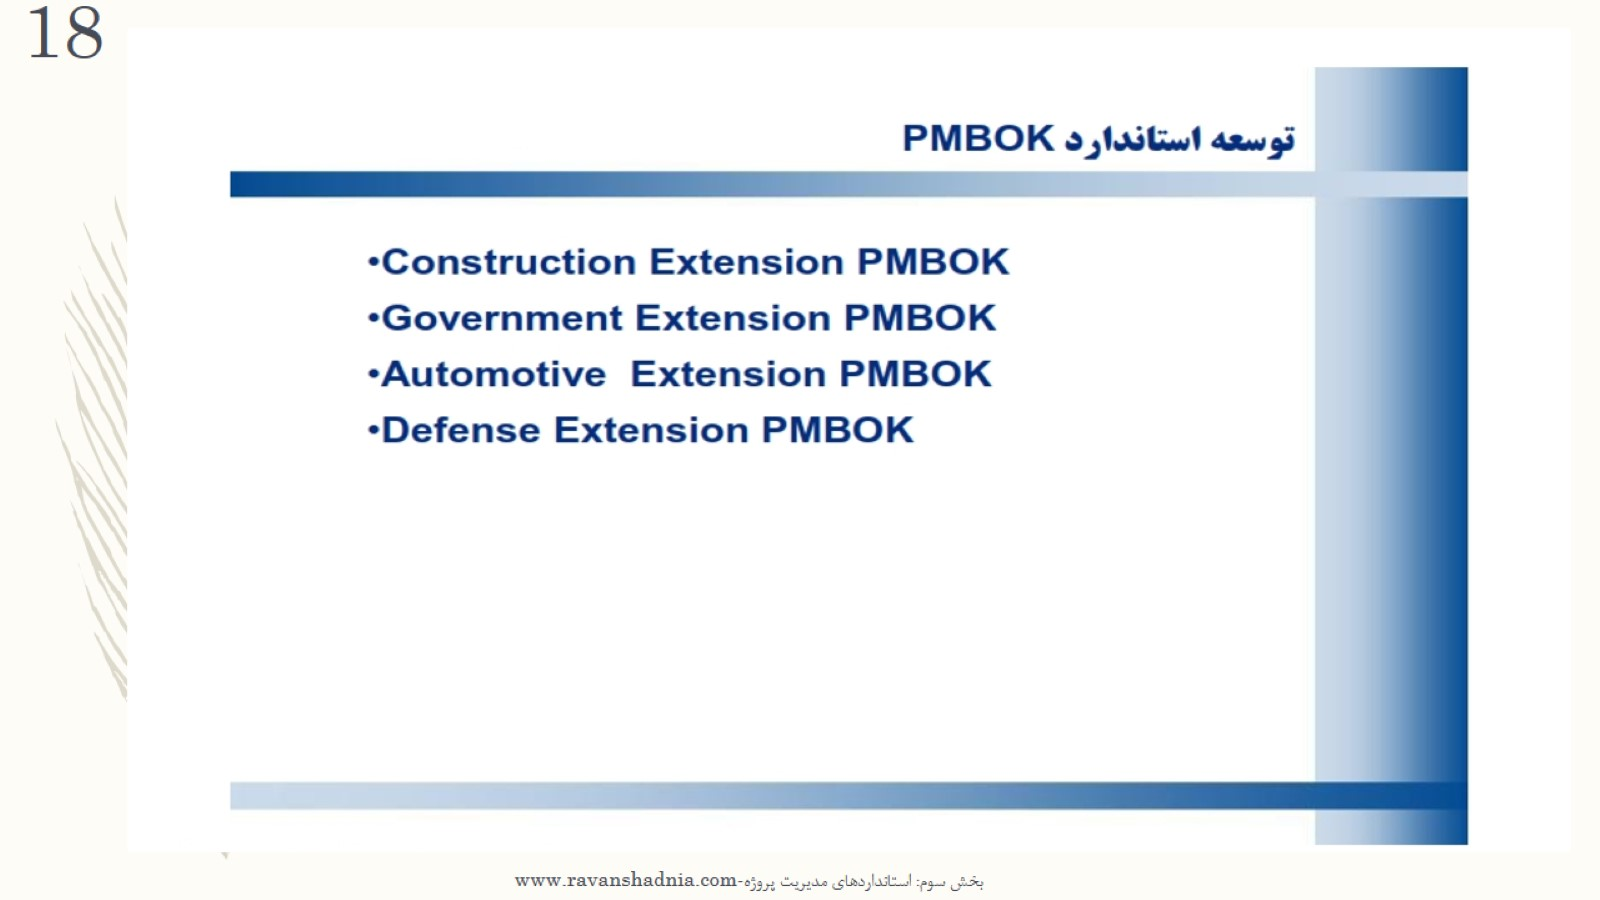 18
توسعه استاندارد PMBOK
•Construction Extension PMBOK
•Government Extension PMBOK
•Automotive  Extension PMBOK
•Defense Extension PMBOK
بخش سوم: استانداردهای مدیریت پروژه-www.ravanshadnia.com